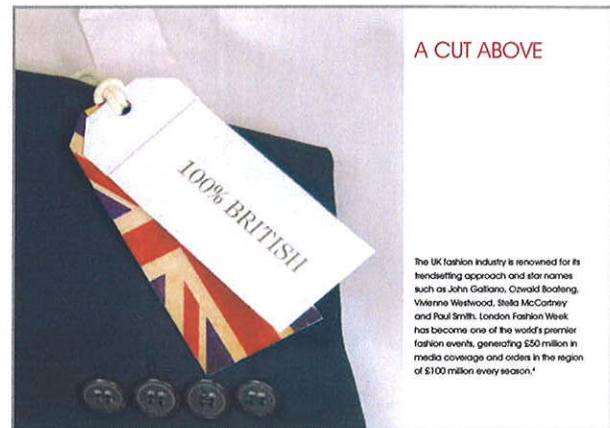 A CUT ABOVE
100% BRITISH
The UK fashion industry is renowned for its
trendsetting approach and star names
such as John Galliano, Ozwald Boateng,
Vivienne Westwood, Stella McCartney
and Paul Smith. London Fashion Week
has become one of the world's premier
fashion events, generating £50 million in
media coverage and orders in the region
of £100 million every season.⁴